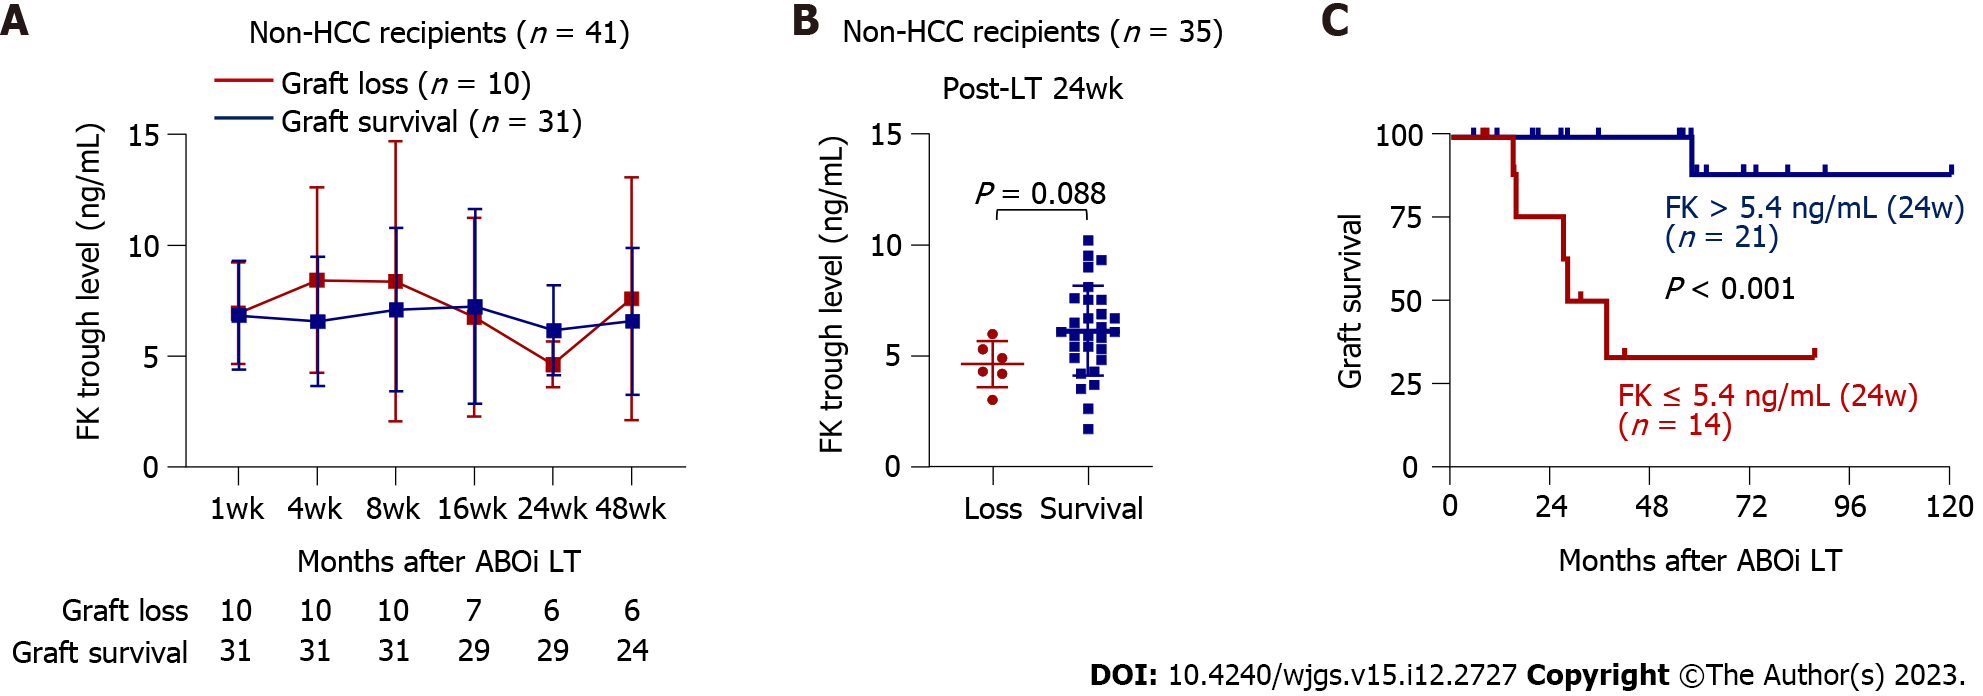 A
Non-HCC recipients (n = 41)
Graft loss (n = 10)
Graft survival (n = 31)
FK trough level (ng/mL)
15
10
5
0
1wk 4wk 8wk 16wk 24wk 48wk
Months after ABOi LT
Graft loss 10 10 10 7 6 6
Graft survival 31 31 31 29 29 24
B
Non-HCC recipients (n = 35)
Post-LT 24wk
FK trough level (ng/mL)
15
10
5
0
P = 0.088
Loss Survival
C
Graft survival
100
75
50
25
0
FK > 5.4 ng/mL (24w)
(n = 21)
P < 0.001
FK ≤ 5.4 ng/mL (24w)
(n = 14)
0 24 48 72 96 120
Months after ABOi LT
DOI: 10.4240/wjgs.v15.i12.2727 Copyright ©The Author(s) 2023.